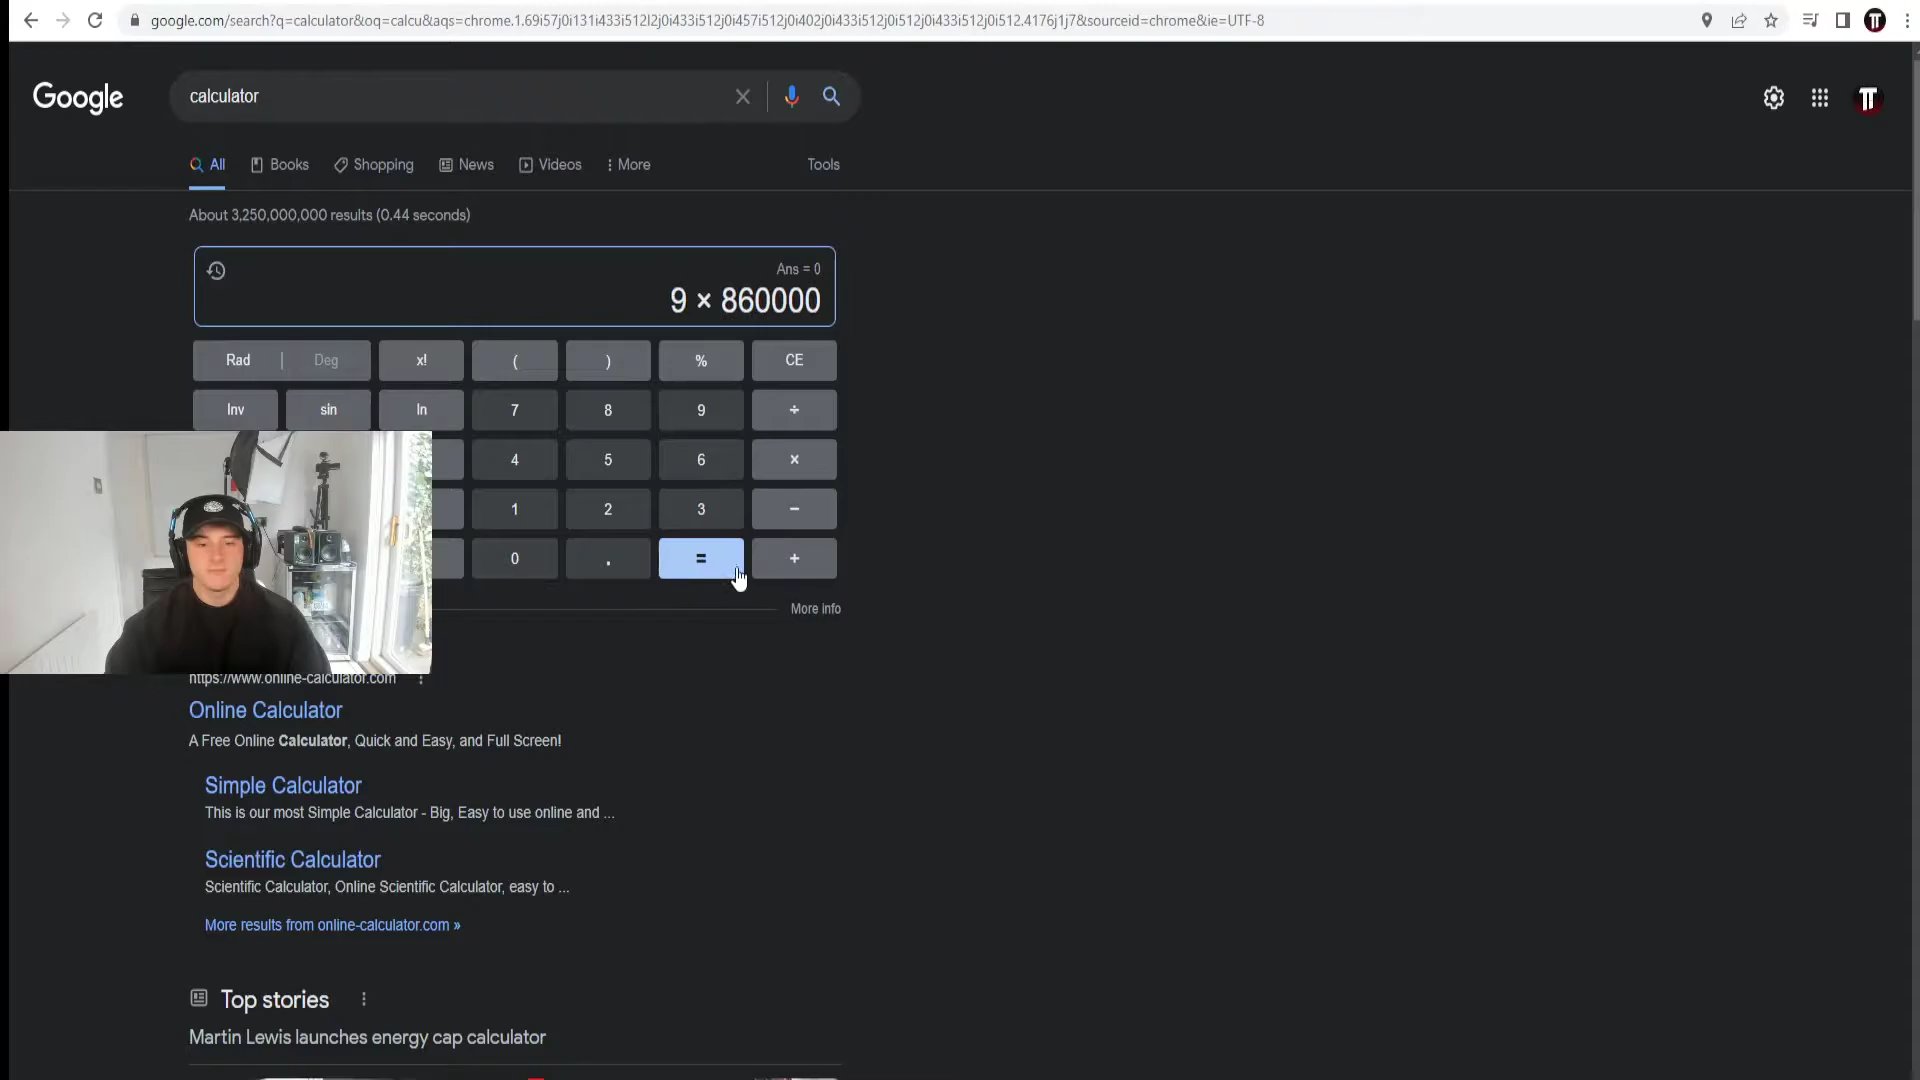 google.com/search?q=calculator&oq=calcu&aqs=chrome.1.69i57j0i131i433i512l2j0i433i512j0i457i512j0i402j0i433i512j0i512j0i433i512j0i512.4176j1j7&sourceid=chrome&ie=UTF-8
Google
calculator
All Books Shopping News Videos More Tools
About 3,250,000,000 results (0.44 seconds)
Ans = 0
9 × 860000
Rad | Deg x! ( ) % CE
Inv sin ln 7 8 9 ÷
4 5 6 ×
1 2 3 −
0 . = +
More info
https://www.online-calculator.com
Online Calculator
A Free Online Calculator, Quick and Easy, and Full Screen!
Simple Calculator
This is our most Simple Calculator - Big, Easy to use online and ...
Scientific Calculator
Scientific Calculator, Online Scientific Calculator, easy to ...
More results from online-calculator.com »
Top stories
Martin Lewis launches energy cap calculator